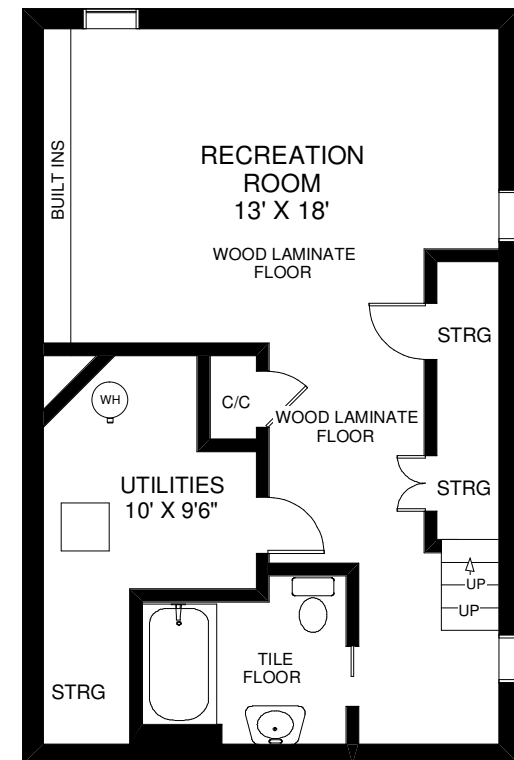 BUILT INS
RECREATION
ROOM
13' X 18'
WOOD LAMINATE
FLOOR
STRG
C/C
WOOD LAMINATE
FLOOR
WH
UTILITIES
10' X 9'6"
STRG
UP
UP
TILE
FLOOR
STRG